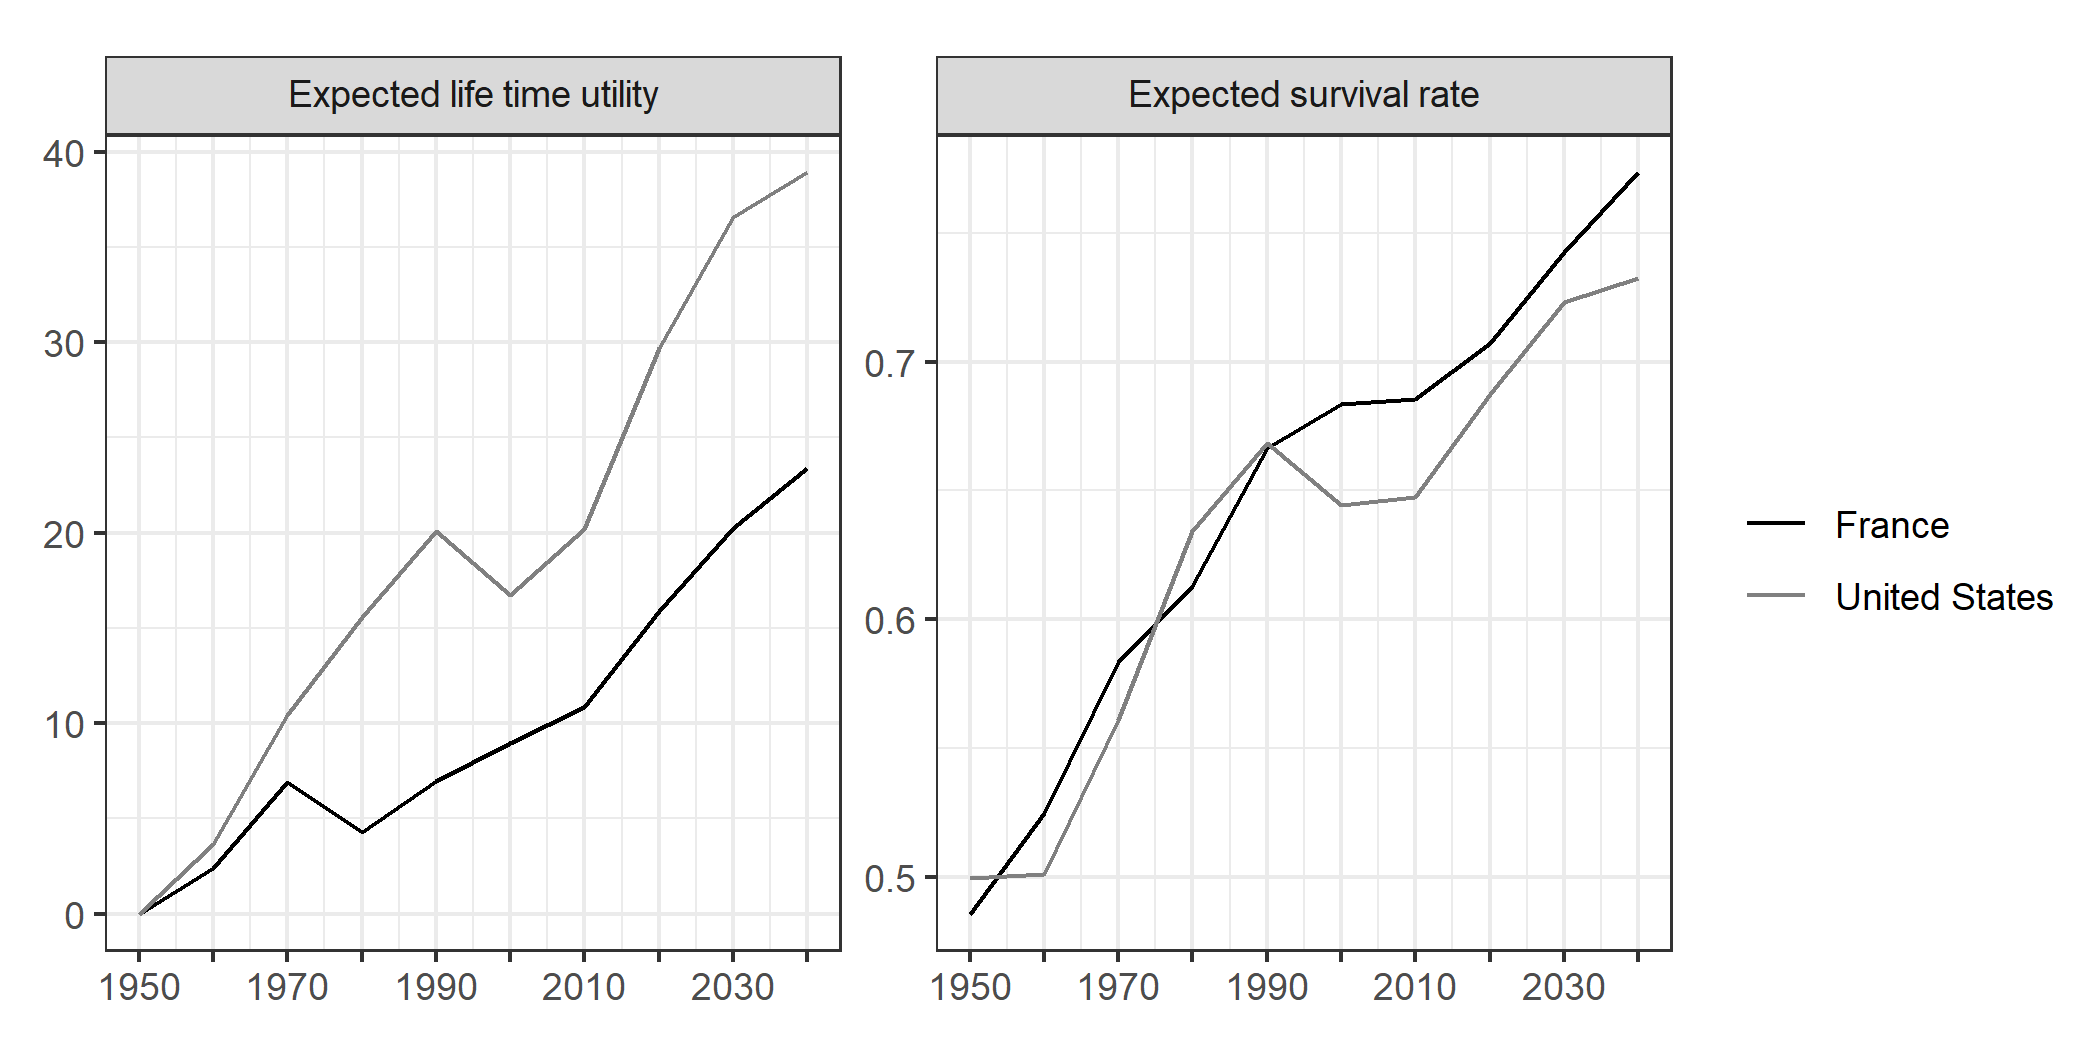 Expected life time utility
Expected survival rate
40
30
20
10
0
0.7
0.6
0.5
1950 1970 1990 2010 2030
1950 1970 1990 2010 2030
France
United States